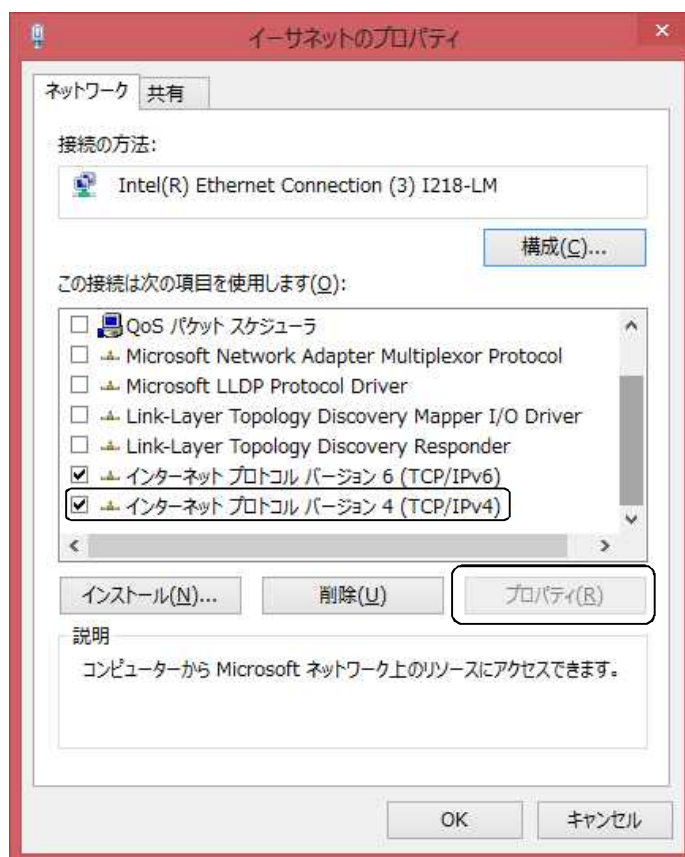 イーサネットのプロパティ
ネットワーク 共有
接続の方法:
Intel(R) Ethernet Connection (3) I218-LM
構成(C)...
この接続は次の項目を使用します(O):
QoS パケット スケジューラ
Microsoft Network Adapter Multiplexor Protocol
Microsoft LLDP Protocol Driver
Link-Layer Topology Discovery Mapper I/O Driver
Link-Layer Topology Discovery Responder
インターネット プロトコル バージョン 6 (TCP/IPv6)
インターネット プロトコル バージョン 4 (TCP/IPv4)
インストール(N)... 削除(U) プロパティ(R)
説明
コンピューターから Microsoft ネットワーク上のリソースにアクセスできます。
OK キャンセル